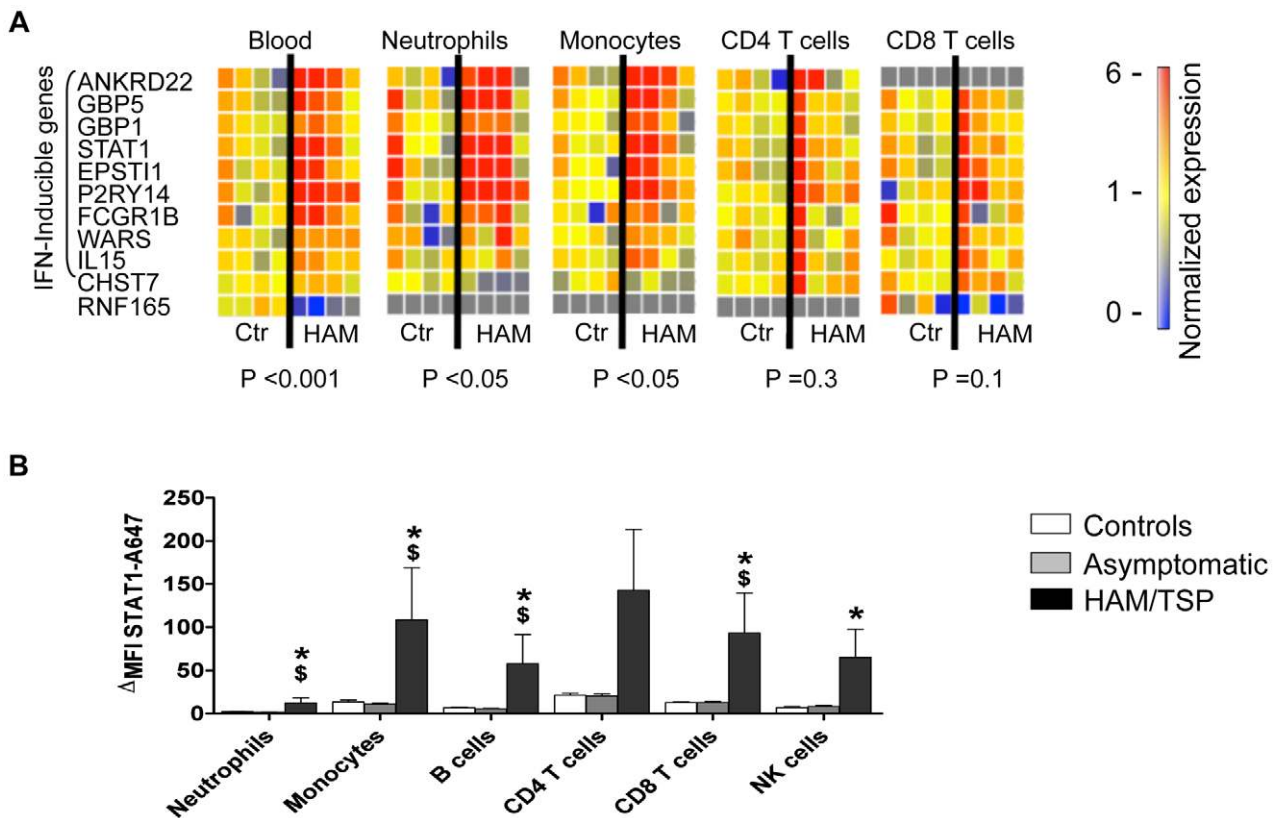 A
Blood Neutrophils Monocytes CD4 T cells CD8 T cells
IFN-Inducible genes
ANKRD22
GBP5
GBP1
STAT1
EPSTI1
P2RY14
FCGR1B
WARS
IL15
CHST7
RNF165
Ctr HAM Ctr HAM Ctr HAM Ctr HAM Ctr HAM
P <0.001 P <0.05 P <0.05 P =0.3 P =0.1
6 -
1 -
0 -
Normalized expression
B
ΔMFI STAT1-A647
250
200
150
100
50
0
*
$
*
$
*
$
*
$
*
Neutrophils
Monocytes
B cells
CD4 T cells
CD8 T cells
NK cells
Controls
Asymptomatic
HAM/TSP